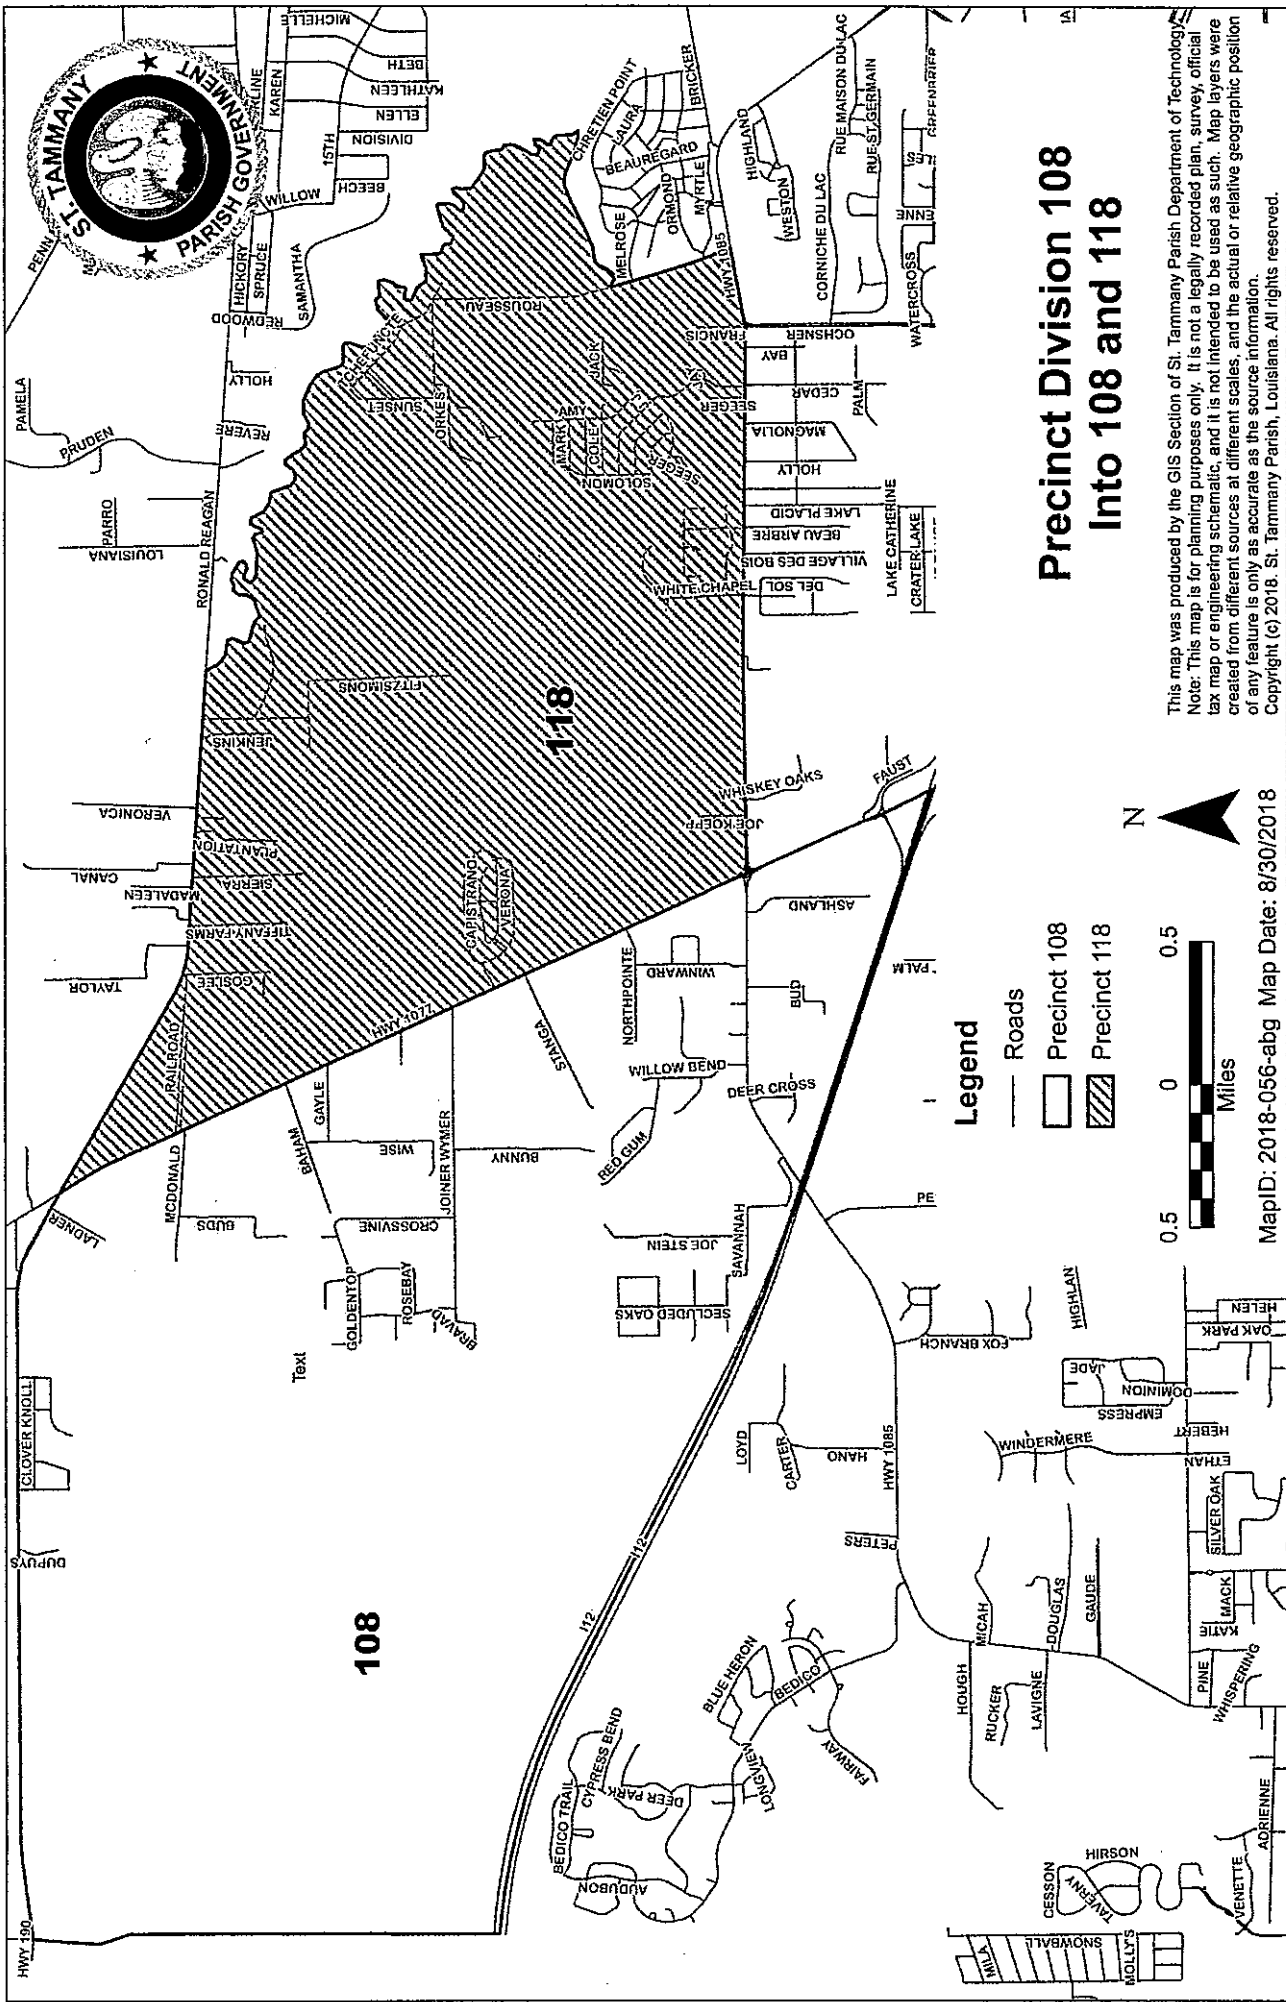 ST. TAMMANY
PARISH GOVERNMENT
HWY 190
DUPUYS
CLOVER KNOLL
LADNER
MCDONALD
RAILROAD
BUDS
TAYLOR
GOSLEE
TIFFANY FARMS
MADALEEN
CANAL
SIERRA
PLANTATION
VERONICA
JENKINS
FITZSIMONS
RONALD REAGAN
LOUISIANA
PARRO
PRUDEN
PAMELA
REVERE
HOLLY
REDWOOD
HICKORY
SPRUCE
SAMANTHA
WILLOW
PENN
KAREN
MICHELLE
BETH
KATHLEEN
ELLEN
DIVISION
15TH
BEECH
108
Text
GOLDENTOP
ROSEBAY
BRAVAD
CROSSVINE
JOINER WYMER
BAHAM
GAYLE
WISE
BUNNY
HWY 1077
STANGA
CAPISTRANO
VERONA
118
SUNSET
ROUSSEAU
JACK
AMY
MARK
COLE
SOLOMON
SEEGER
SEEGER
FRANCIS
WHITE CHAPEL
CHRETIEN POINT
LAURA
BEAUREGARD
BRICKER
MELROSE
ORMOND
MYRTLE
HWY 1085
HIGHLAND
WESTON
RUE MAISON DU LAC
RUE ST GERMAIN
CORNICHE DU LAC
GREENBRIER
ENNE
WATERCROSS
OCHSNER
BAY
CEDAR
PALM
MAGNOLIA
HOLLY
LAKE PLACID
BEAU ARBRE
VILLAGE DES BOIS
DEL SOL
LAKE CATHERINE
CRATER LAKE
WHISKEY OAKS
JOE KOEPP
FAUST
ASHLAND
NORTHPOINTE
WINWARD
BUD
PALM
WILLOW BEND
DEER CROSS
RED GUM
JOE STEIN
SAVANNAH
SECLUDED OAKS
PE
I12
I12
LOYD
CARTER
HANO
HWY 1085
PETERS
FOX BRANCH
BEDICO TRAIL
CYPRESS BEND
DEER PARK
AUDUBON
LONGVIEW
BLUE HERON
BEDICO
FAIRWAY
HOUGH
MICAH
RUCKER
LAVIGNE
DOUGLAS
GAUDE
WINDERMERE
EMPRESS
JADE
DOMINION
HIGHLAN
HEBERT
ETHAN
OAK PARK
HELEN
SILVER OAK
MACK
KATIE
PINE
WHISPERING
ADRIENNE
VENETTE
CESSON
TAVERNY
HIRSON
MILA
SNOWBALL
MOLLY'S
Precinct Division 108
Into 108 and 118
Legend
Roads
Precinct 108
Precinct 118
N
0.5 0 0.5
Miles
MapID: 2018-056-abg Map Date: 8/30/2018
This map was produced by the GIS Section of St. Tammany Parish Department of Technology
Note: This map is for planning purposes only. It is not a legally recorded plan, survey, official
tax map or engineering schematic, and it is not intended to be used as such. Map layers were
created from different sources at different scales, and the actual or relative geographic position
of any feature is only as accurate as the source information.
Copyright (c) 2018. St. Tammany Parish, Louisiana. All rights reserved.